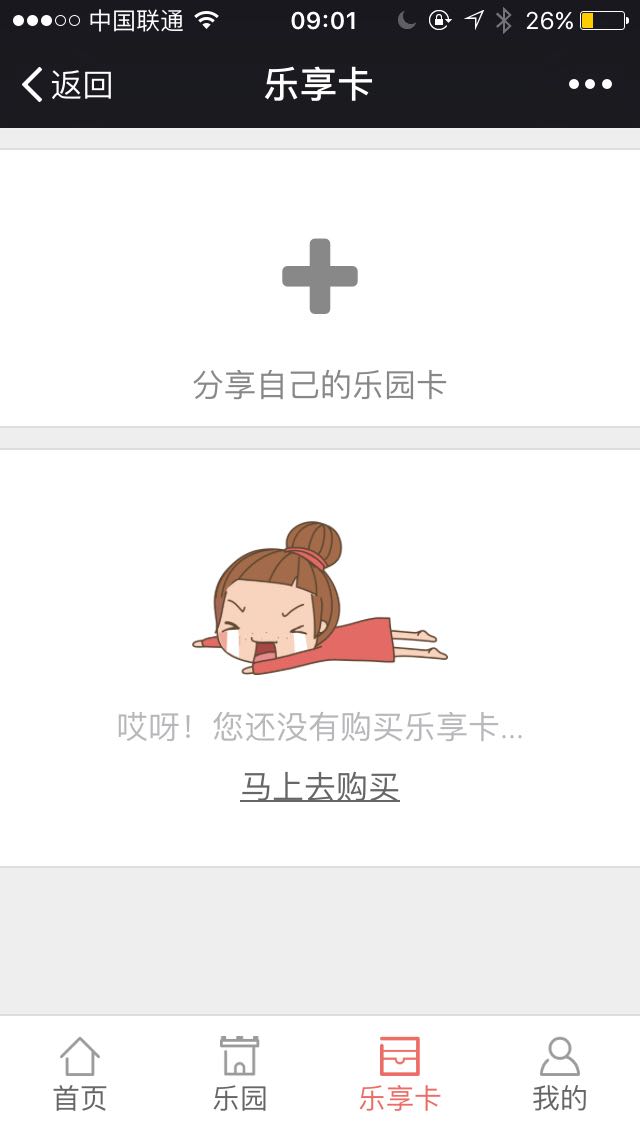 中国联通 09:01 26%
返回 乐享卡
分享自己的乐园卡
哎呀！您还没有购买乐享卡...
马上去购买
首页 乐园 乐享卡 我的